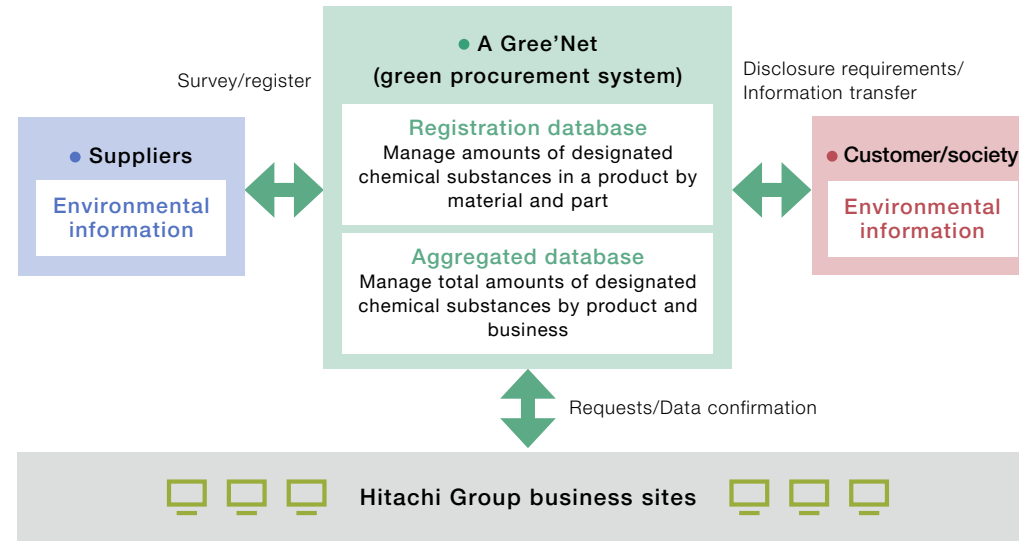 ● A Gree’Net
(green procurement system)
Survey/register
Disclosure requirements/
Information transfer
● Suppliers
Environmental
information
Registration database
Manage amounts of designated
chemical substances in a product by
material and part
Aggregated database
Manage total amounts of designated
chemical substances by product and
business
● Customer/society
Environmental
information
Requests/Data confirmation
Hitachi Group business sites